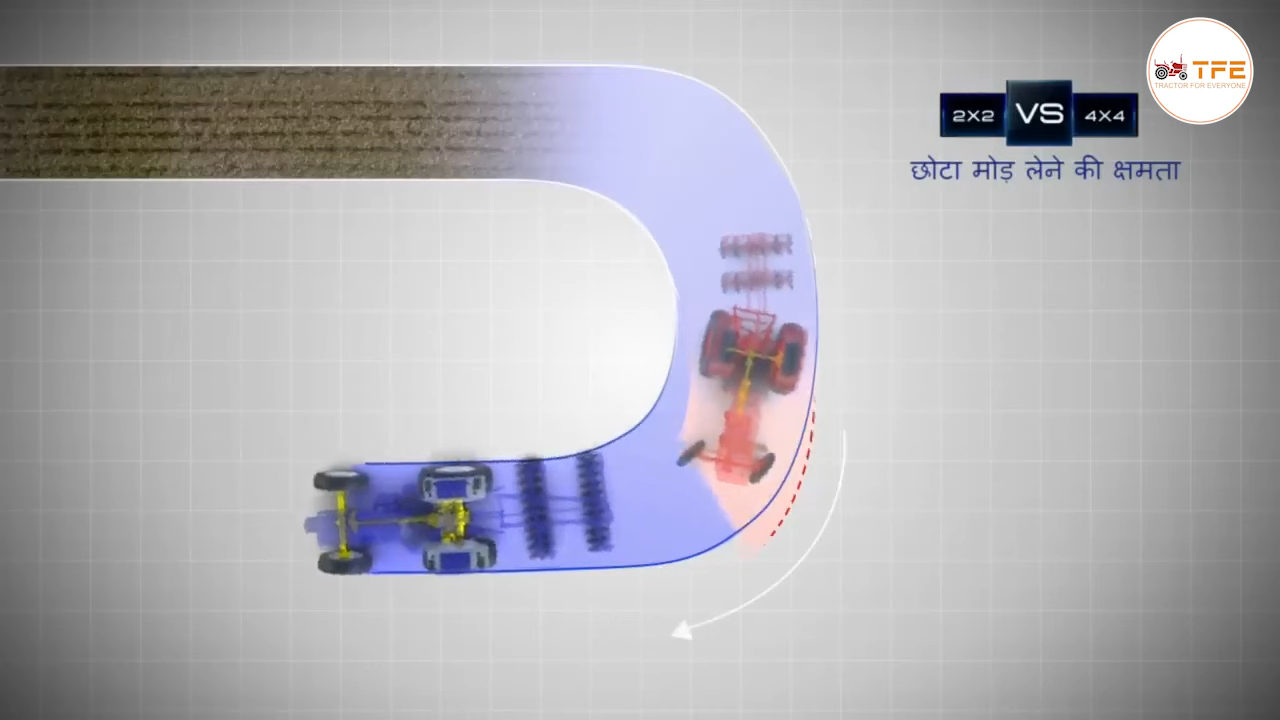 TFE
TRACTOR FOR EVERYONE
2X2 VS 4X4
छोटा मोड़ लेने की क्षमता